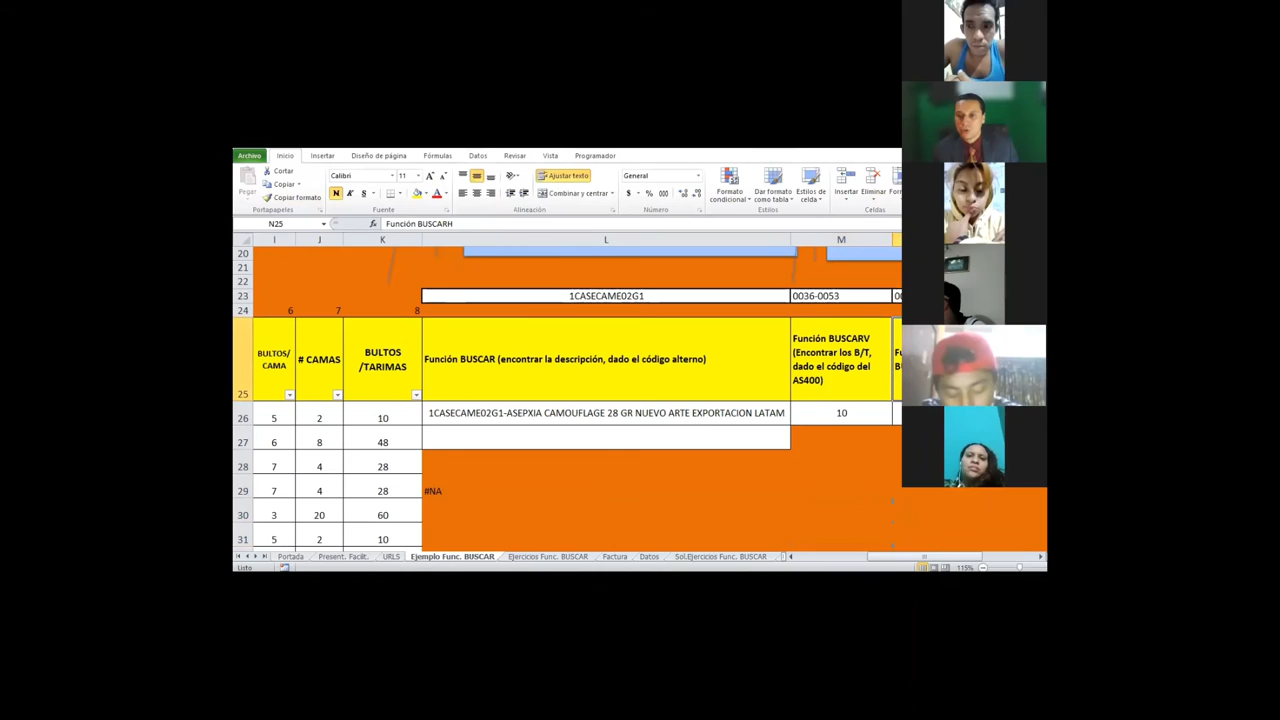 Archivo Inicio Insertar Diseño de página Fórmulas Datos Revisar Vista Programador
Pegar
Cortar
Copiar
Copiar formato
Portapapeles
Calibri 11
N
Fuente
Ajustar texto
Combinar y centrar
Alineación
General
$ % 000
Número
Formato condicional
Dar formato como tabla
Estilos de celda
Estilos
Insertar
Eliminar
Celdas
N25 fx Función BUSCARH
I J K L M
20
21
22
23 1CASECAME02G1 0036-0053
24 6 7 8
25
BULTOS/
CAMA
# CAMAS
BULTOS
/TARIMAS
Función BUSCAR (encontrar la descripción, dado el código alterno)
Función BUSCARV
(Encontrar los B/T,
dado el código del
AS400)
26 5 2 10 1CASECAME02G1-ASEPXIA CAMOUFLAGE 28 GR NUEVO ARTE EXPORTACION LATAM 10
27 6 8 48
28 7 4 28
29 7 4 28 #NA
30 3 20 60
31 5 2 10
Portada Present. Facilit. URLS Ejemplo Func. BUSCAR Ejercicios Func. BUSCAR Factura Datos Sol.Ejercicios Func. BUSCAR
Listo 115%